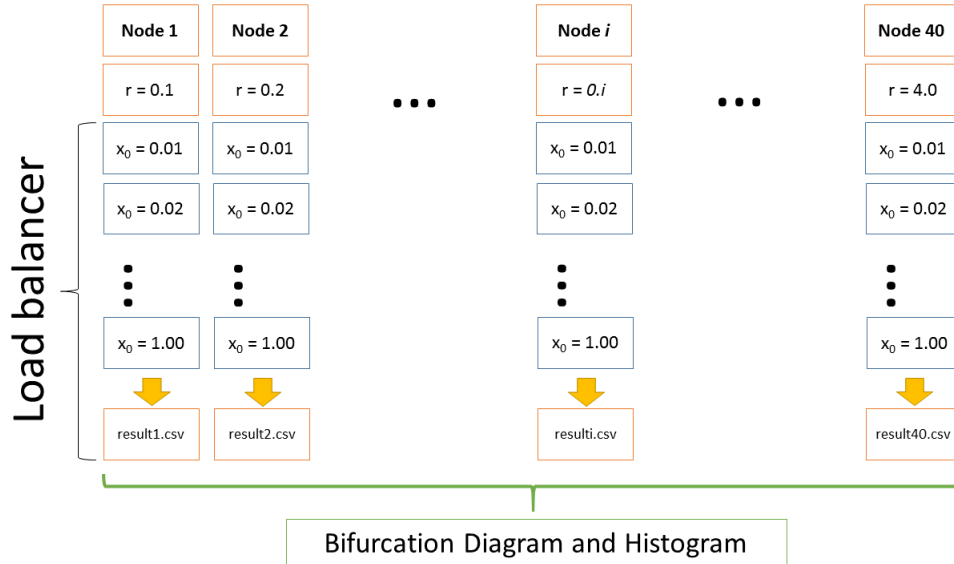 Node 1
Node 2
Node i
Node 40
r = 0.1
r = 0.2
...
r = 0.i
...
r = 4.0
Load balancer
x₀ = 0.01
x₀ = 0.01
x₀ = 0.01
x₀ = 0.01
x₀ = 0.02
x₀ = 0.02
x₀ = 0.02
x₀ = 0.02
x₀ = 1.00
x₀ = 1.00
x₀ = 1.00
x₀ = 1.00
result1.csv
result2.csv
resulti.csv
result40.csv
Bifurcation Diagram and Histogram